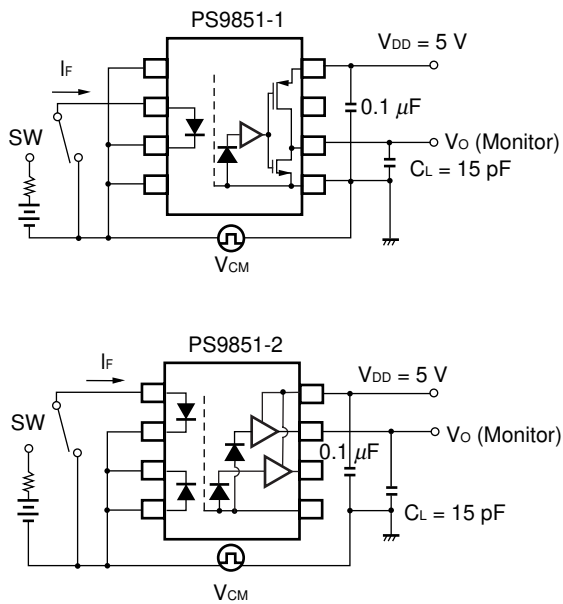 PS9851-1
VDD = 5 V
IF
0.1 μF
SW
VO (Monitor)
CL = 15 pF
VCM
PS9851-2
IF
VDD = 5 V
SW
VO (Monitor)
0.1 μF
CL = 15 pF
VCM